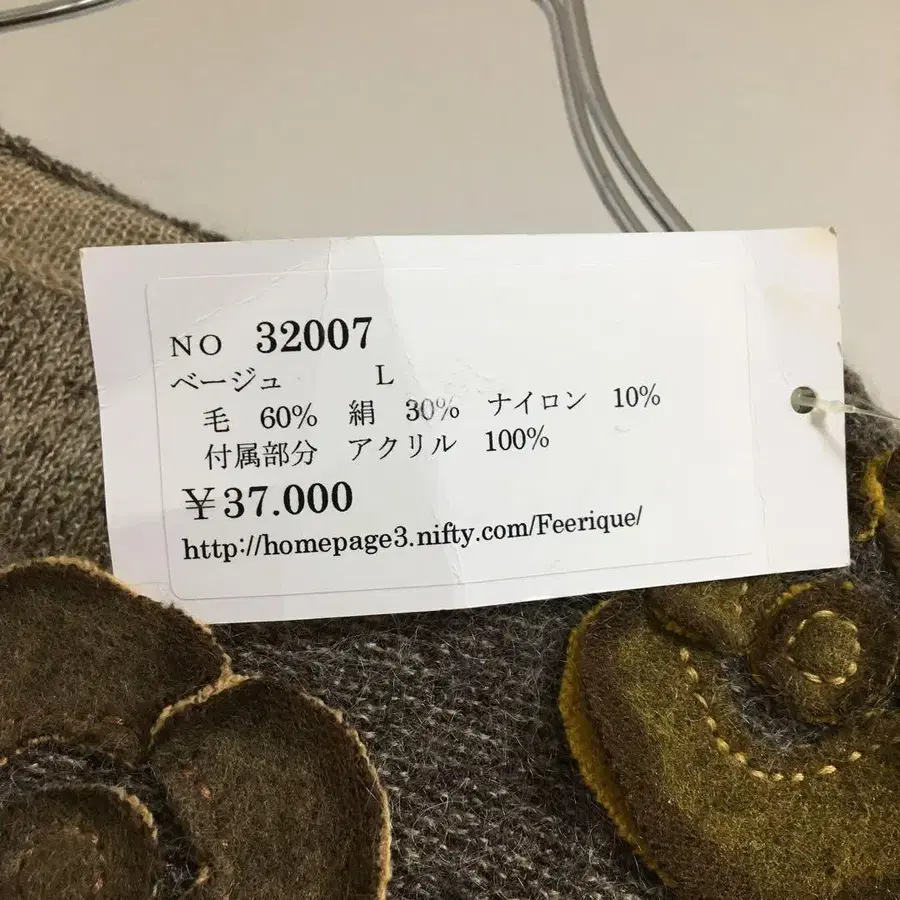 NO 32007
ベージュ L
毛 60% 絹 30% ナイロン 10%
付属部分 アクリル 100%
￥37.000
http://homepage3.nifty.com/Feerique/